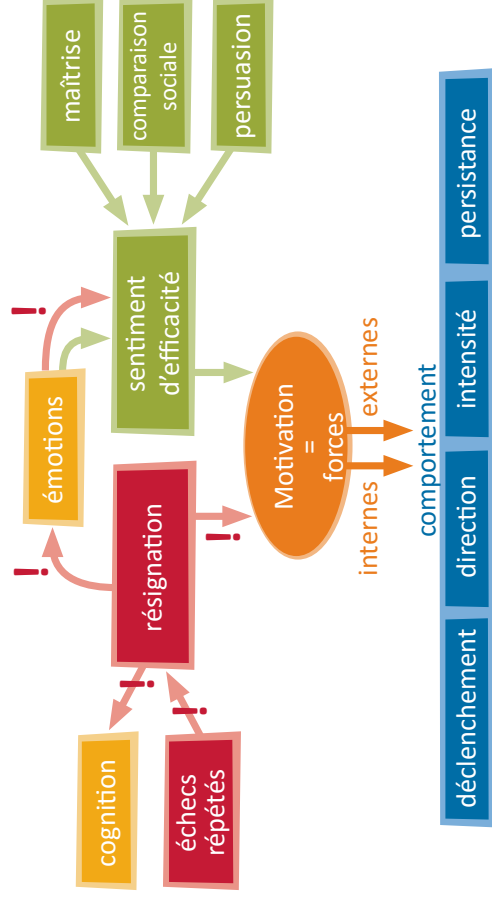 maîtrise
comparaison
sociale
persuasion
!
émotions
sentiment
d'efficacité
!
résignation
!
!
!
cognition
échecs
répétés
Motivation
=
forces
internes
externes
comportement
déclenchement
direction
intensité
persistance